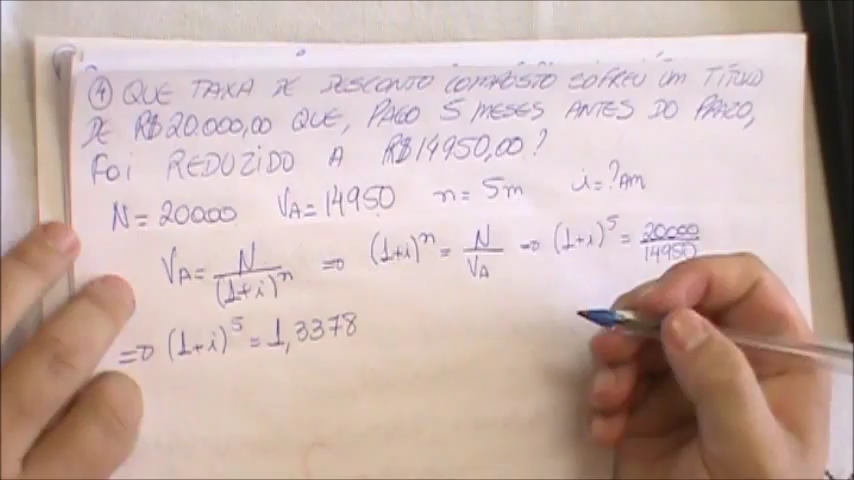 ④ QUE TAXA DE DESCONTO COMPOSTO SOFREU UM TÍTULO
DE R$20.000,00 QUE, PAGO 5 MESES ANTES DO PRAZO,
FOI REDUZIDO A R$14950,00?
N = 20000 VA = 14950 n = 5m i = ? AM
VA = N/(1+i)^n => (1+i)^n = N/VA => (1+i)^5 = 20000/14950
=> (1+i)^5 = 1,3378